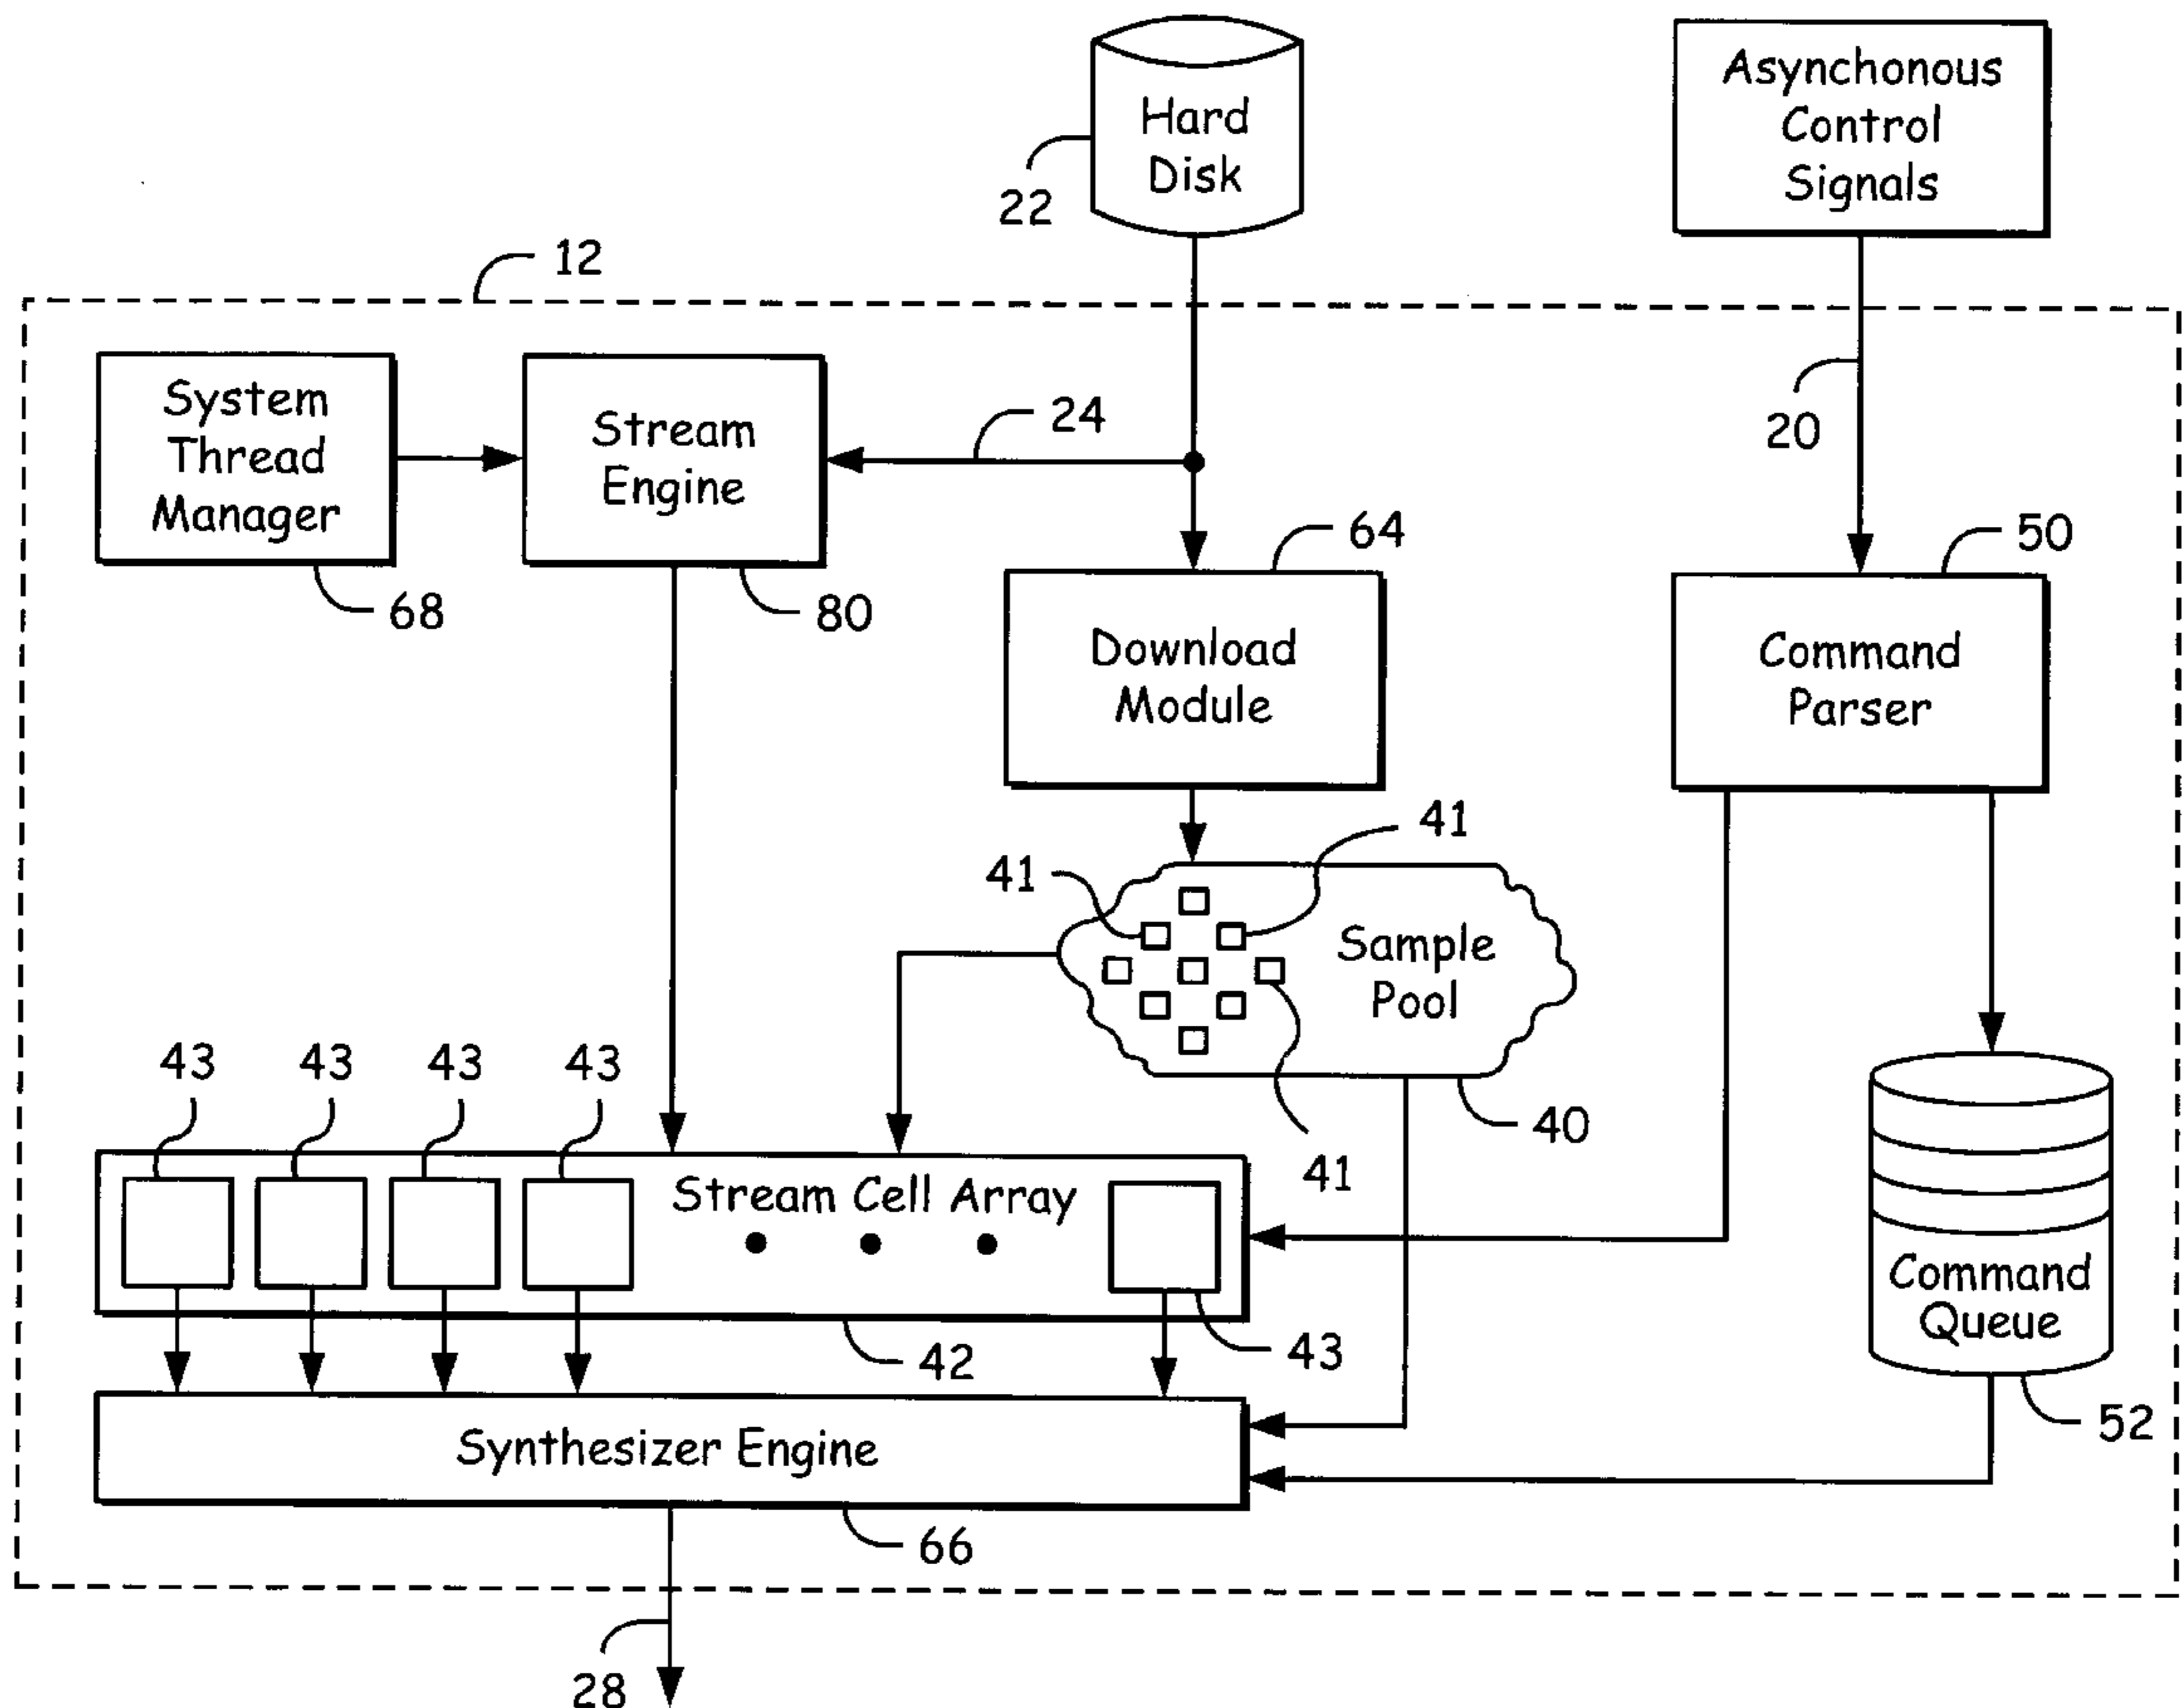 Hard
Disk
22
Asynchonous
Control
Signals
12
20
System
Thread
Manager
68
Stream
Engine
80
24
64
Download
Module
50
Command
Parser
41
41
Sample
Pool
41
40
43
43
43
43
Stream Cell Array
42
43
Command
Queue
52
Synthesizer Engine
66
28